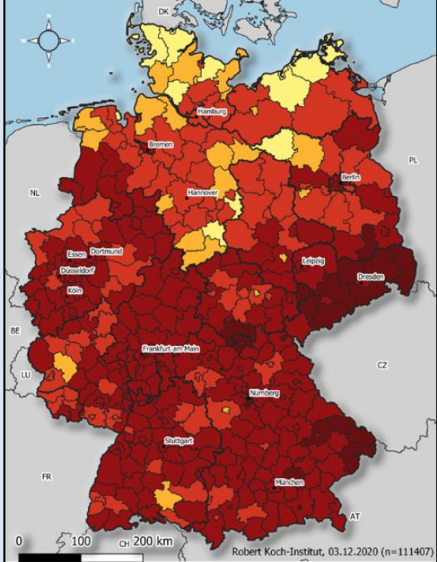 DK
Hamburg
Bremen
PL
Berlin
NL
Hannover
Essen Dortmund
Düsseldorf
Leipzig
Dresden
Köln
BE
Frankfurt am Main
LU
CZ
Nürnberg
Stuttgart
FR
München
AT
0 100 CH 200 km
Robert Koch-Institut, 03.12.2020 (n=111407)